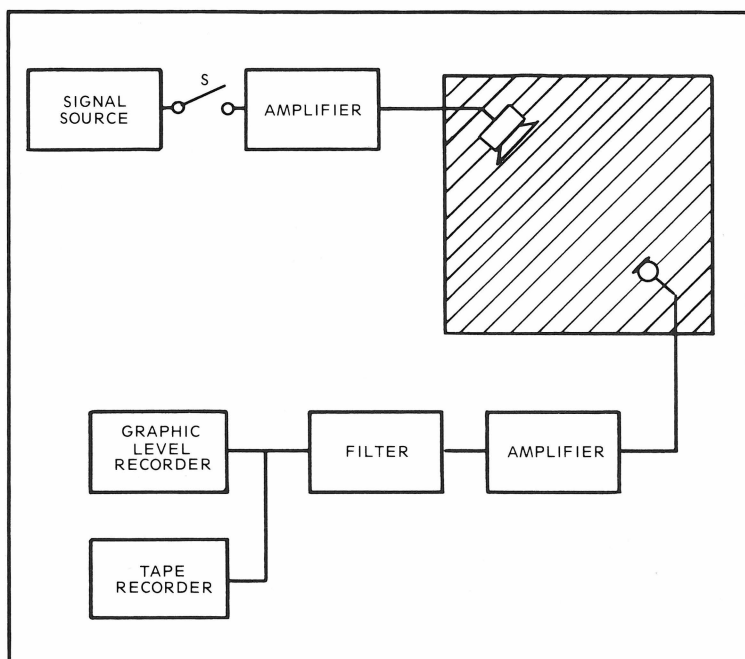 SIGNAL
SOURCE
S
AMPLIFIER
GRAPHIC
LEVEL
RECORDER
FILTER
AMPLIFIER
TAPE
RECORDER